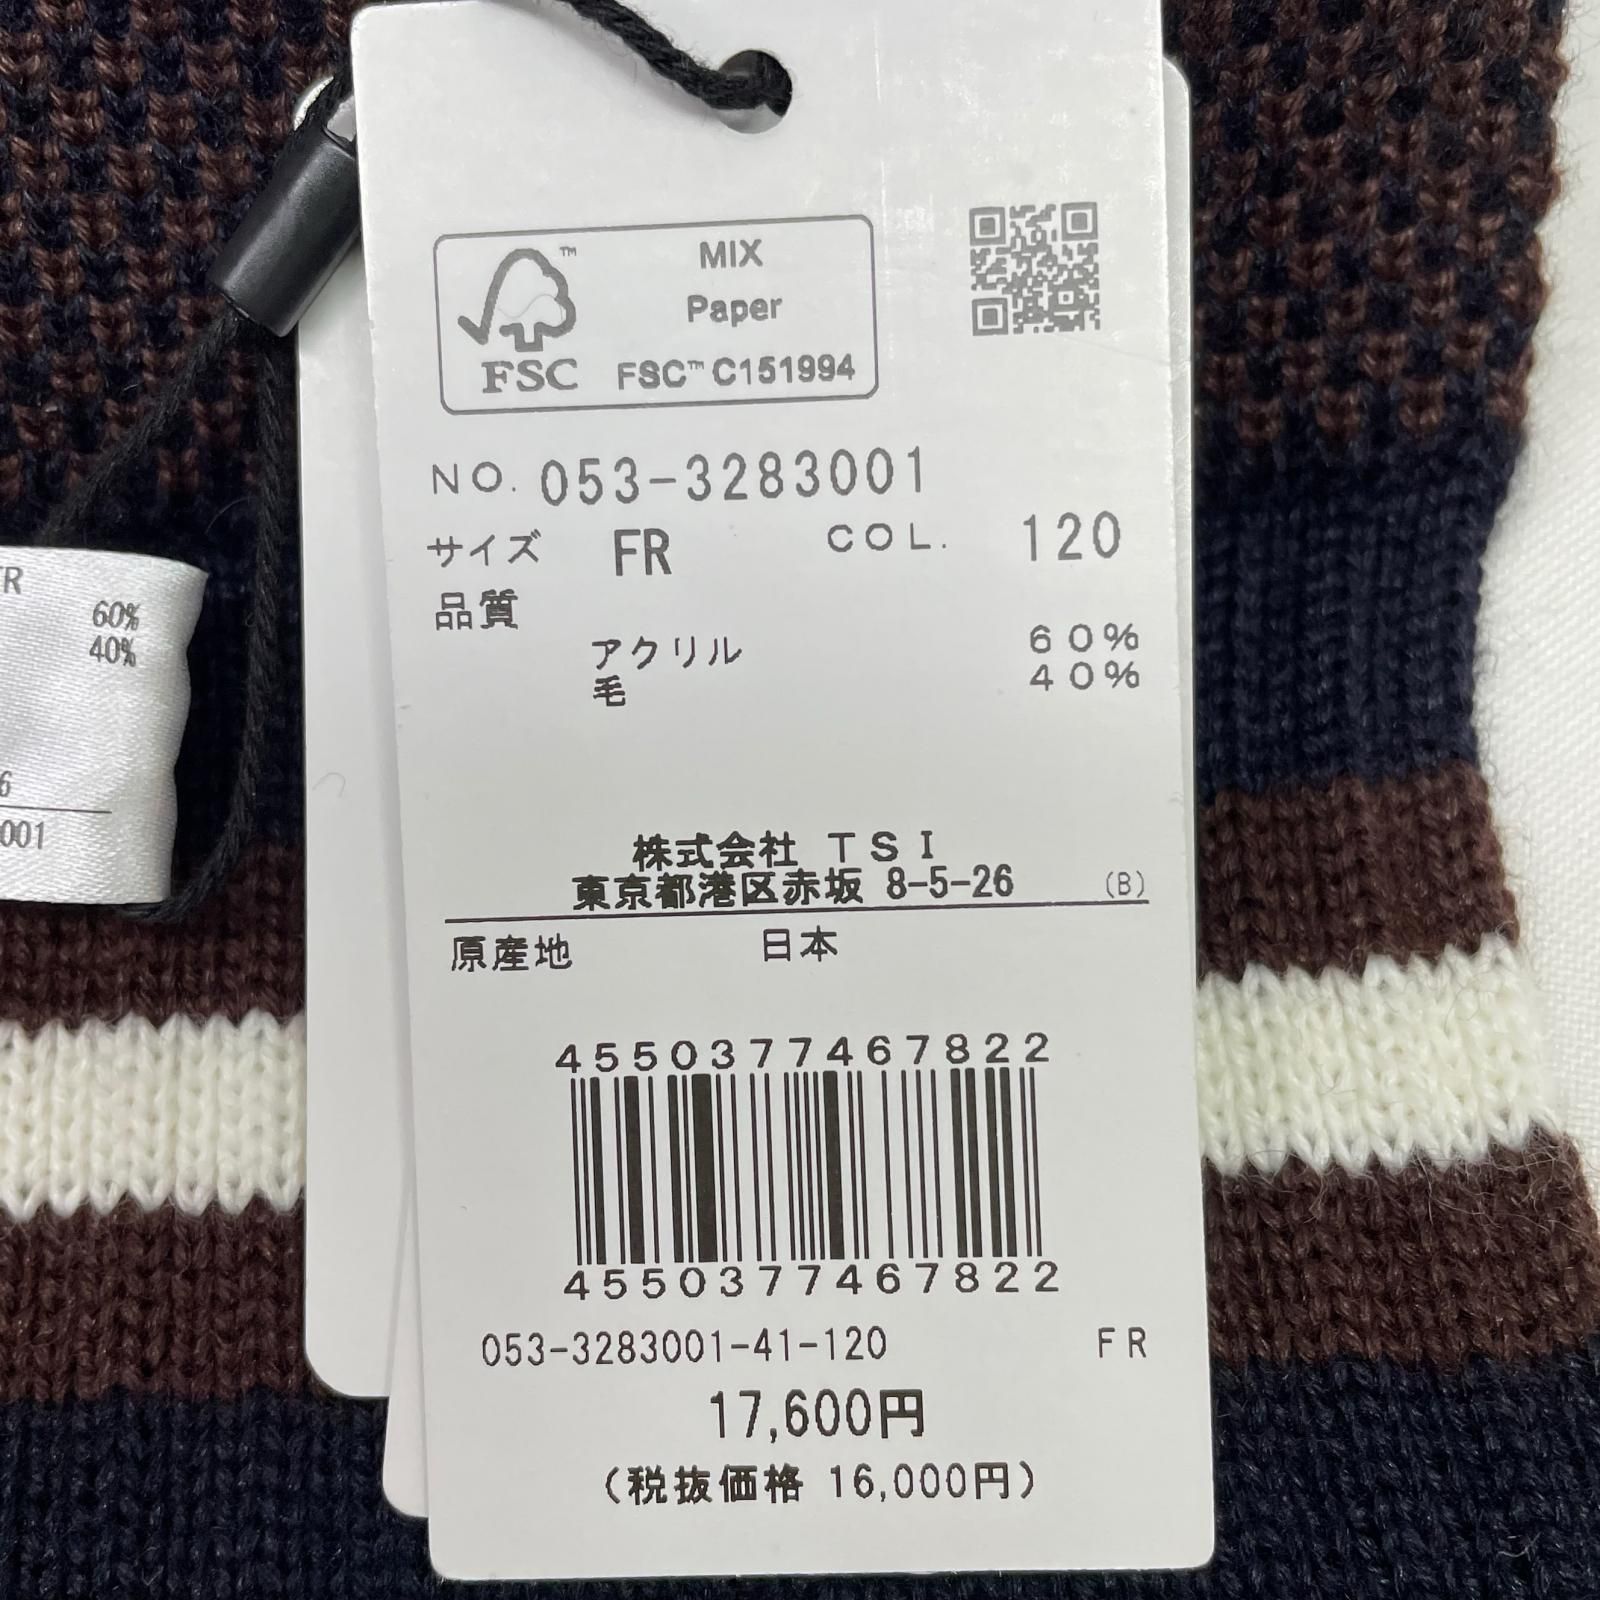 MIX
Paper
FSC™ C151994
™
FSC
NO. 053-3283001
サイズ FR COL. 120
品質
アクリル 60%
毛 40%
株式会社 TSI
東京都港区赤坂 8-5-26 (B)
原産地 日本
4550377467822
4550377467822
053-3283001-41-120 FR
17,600円
(税抜価格 16,000円)
60%
40%
6
001